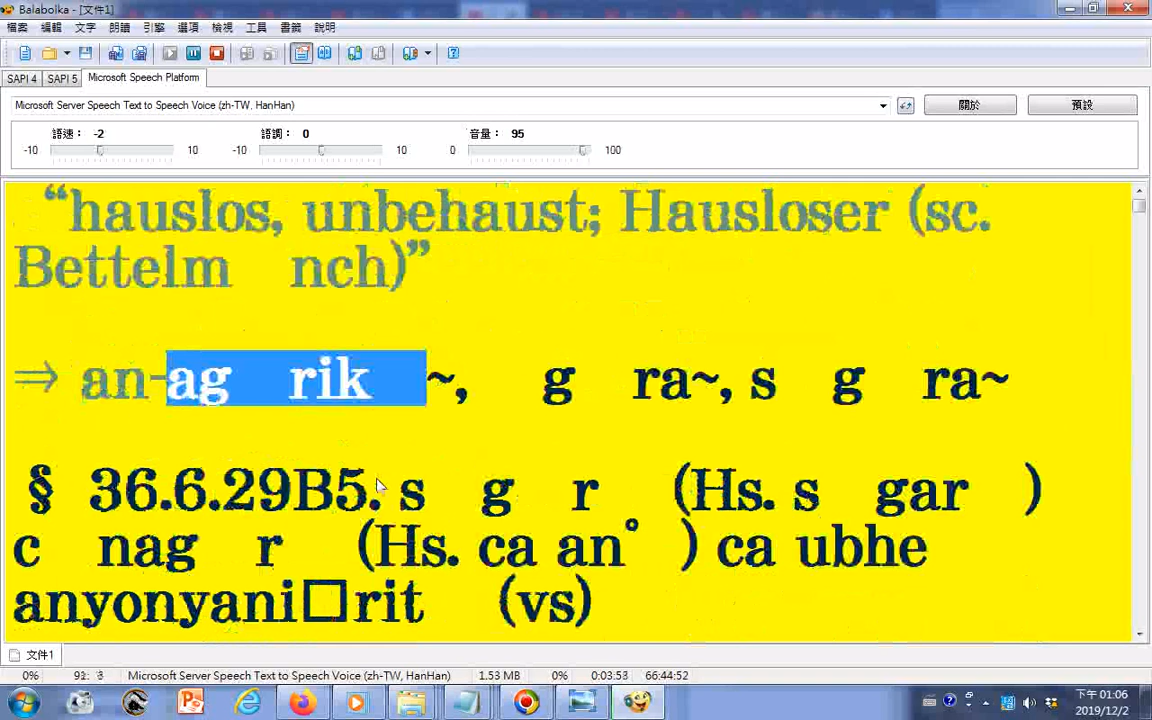 Balabolka - [文件1]
檔案 編輯 文字 朗讀 引擎 選項 檢視 工具 書籤 說明
SAPI 4 SAPI 5 Microsoft Speech Platform
Microsoft Server Speech Text to Speech Voice (zh-TW, HanHan) 關於 預設
語速： -2 語調： 0 音量： 95
-10 10 -10 10 0 100
“hauslos, unbehaust; Hausloser (sc.
Bettelm nch)”
⇒ an-ag rik ~, g ra~, s g ra~
§ 36.6.29B5. s g r (Hs. s gar )
c nag r (Hs. ca an° ) ca ubhe
anyonyani□rit (vs)
文件1
0% Microsoft Server Speech Text to Speech Voice (zh-TW, HanHan) 1.53 MB 0% 0:03:53 66:44:52
下午 01:06
2019/12/2